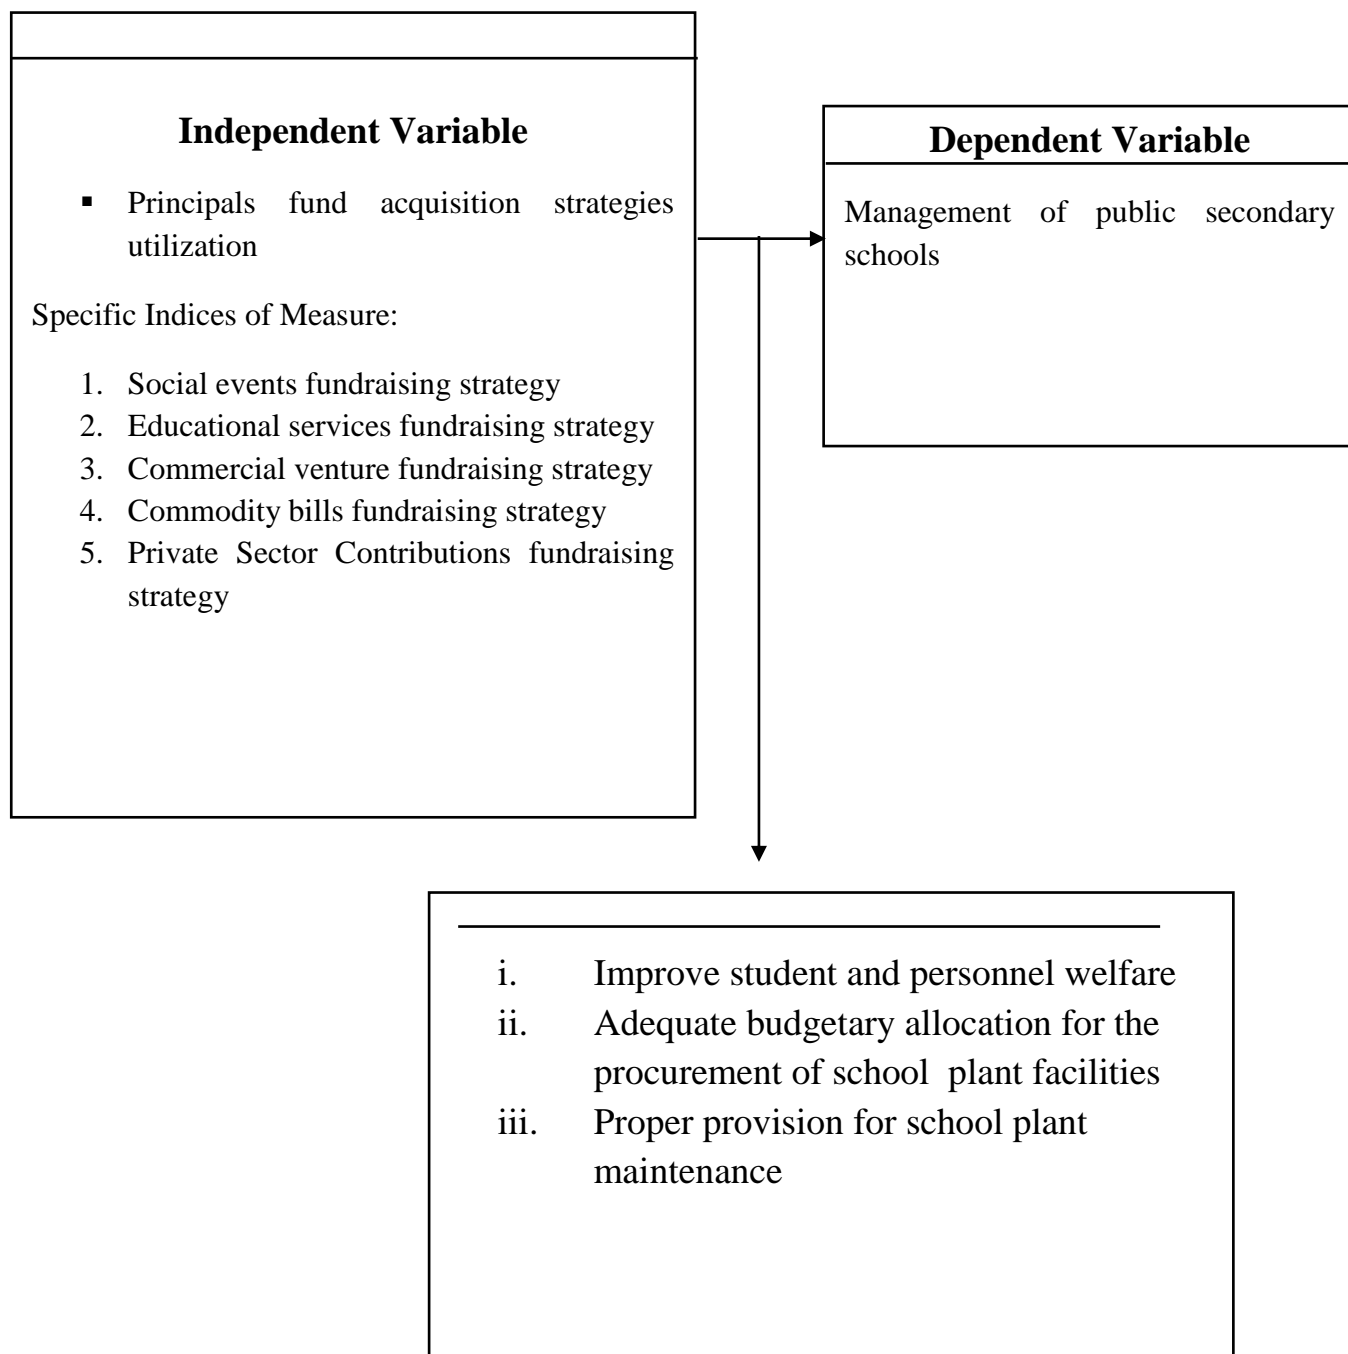 Independent Variable
▪ Principals fund acquisition strategies
utilization
Specific Indices of Measure:
1. Social events fundraising strategy
2. Educational services fundraising strategy
3. Commercial venture fundraising strategy
4. Commodity bills fundraising strategy
5. Private Sector Contributions fundraising
strategy
Dependent Variable
Management of public secondary
schools
i. Improve student and personnel welfare
ii. Adequate budgetary allocation for the
procurement of school plant facilities
iii. Proper provision for school plant
maintenance